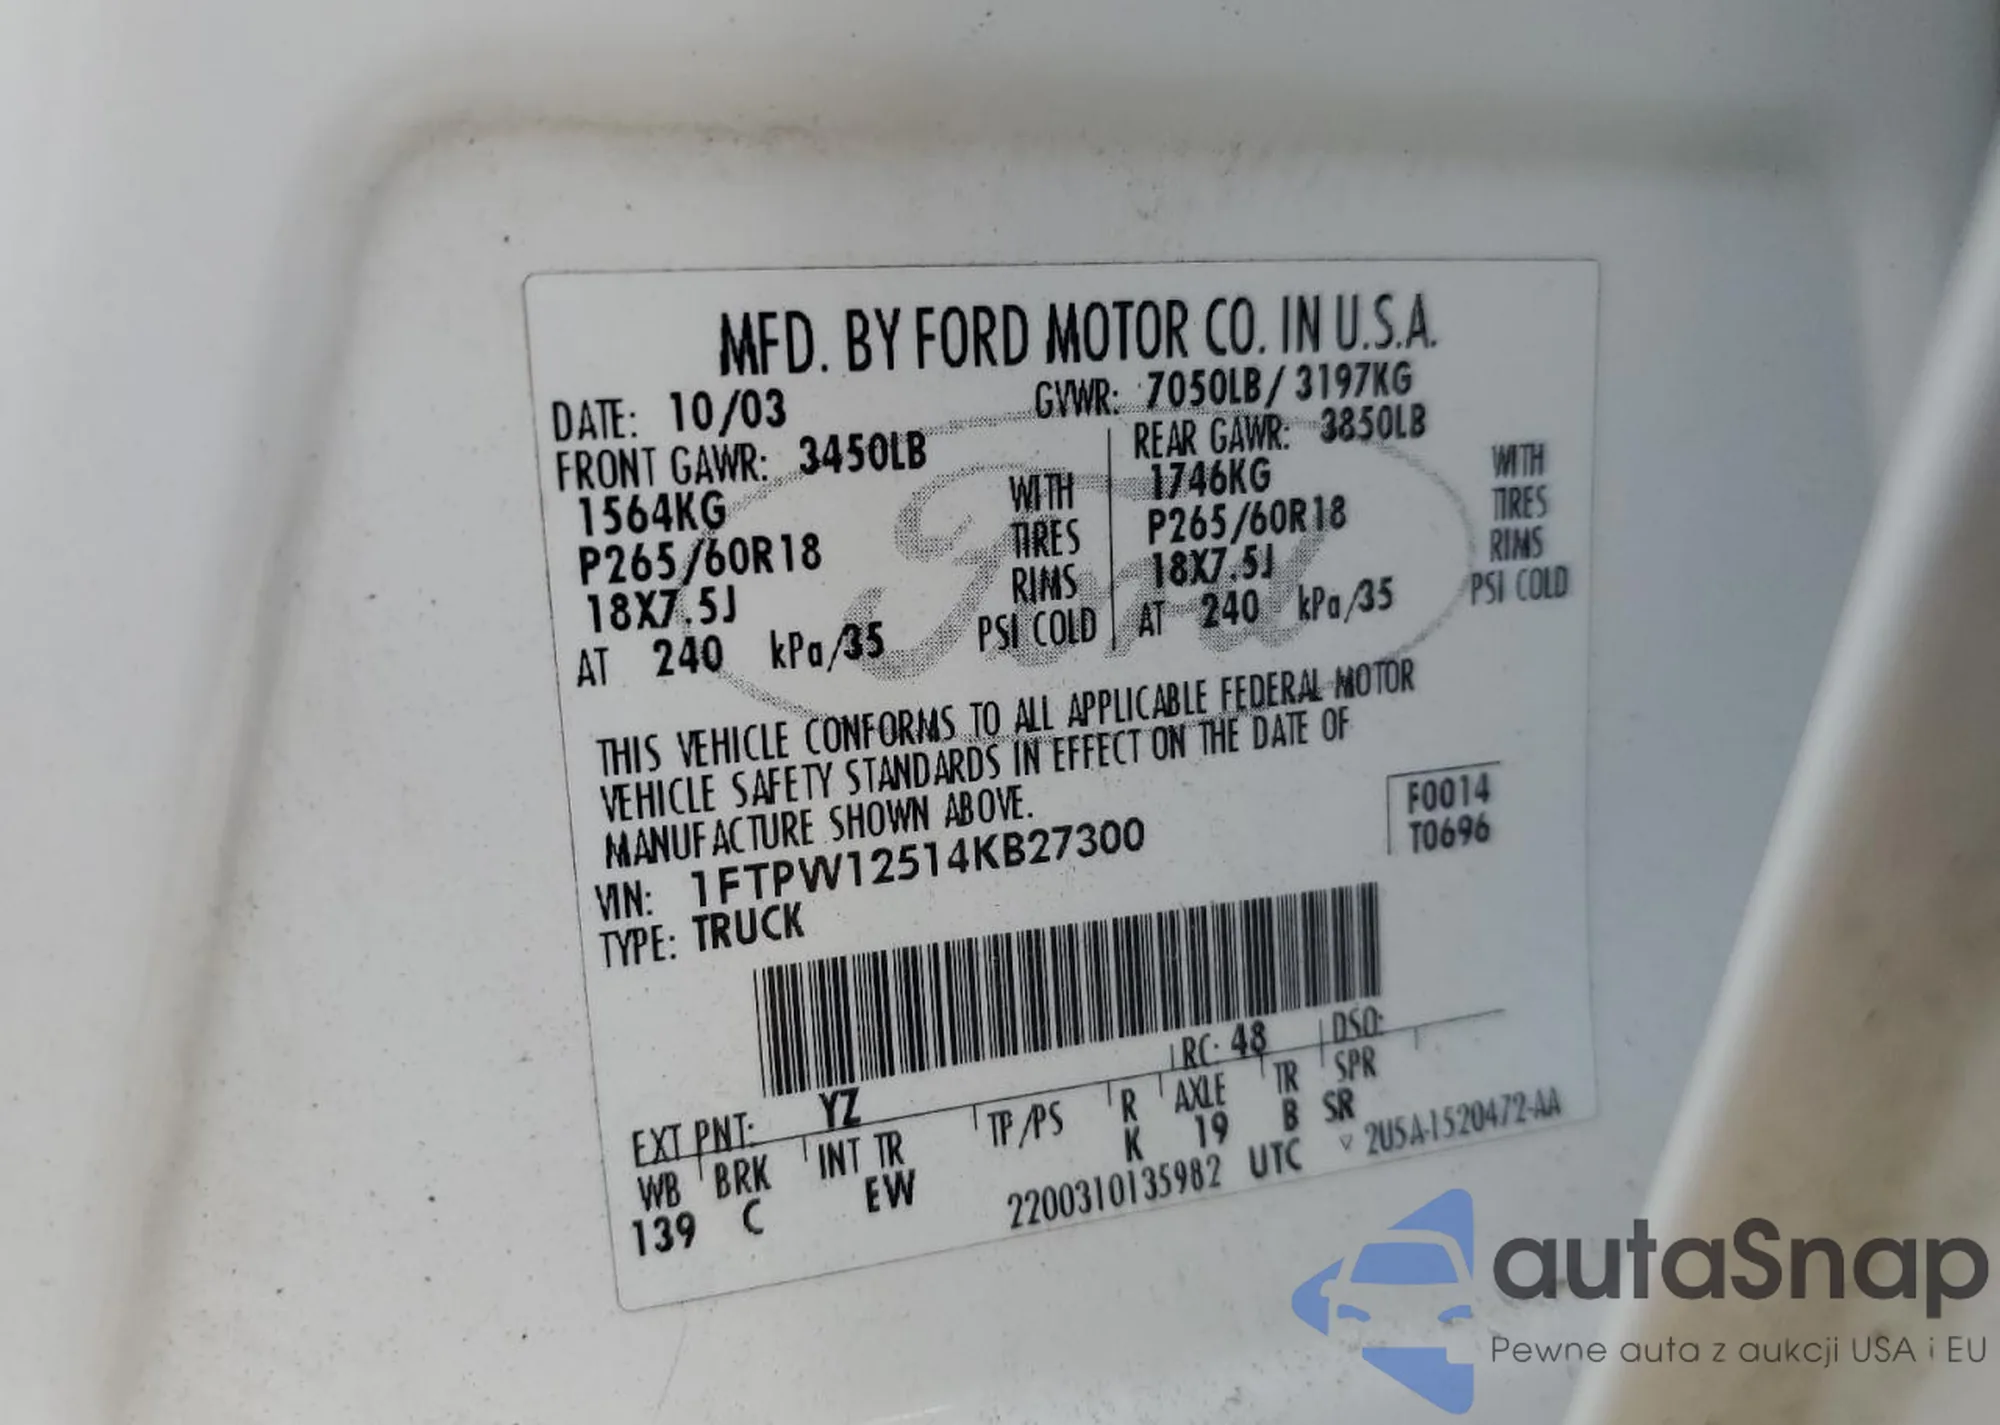 MFD. BY FORD MOTOR CO. IN U.S.A.
DATE: 10/03 GVWR: 7050LB/ 3197KG
FRONT GAWR: 3450LB REAR GAWR: 3850LB
1564KG WITH 1746KG WITH
P265/60R18 TIRES P265/60R18 TIRES
18X7.5J RIMS 18X7.5J RIMS
AT 240 kPa/35 PSI COLD AT 240 kPa/35 PSI COLD
Ford
THIS VEHICLE CONFORMS TO ALL APPLICABLE FEDERAL MOTOR
VEHICLE SAFETY STANDARDS IN EFFECT ON THE DATE OF
MANUFACTURE SHOWN ABOVE.
F0014
T0696
VIN: 1FTPW12514KB27300
TYPE: TRUCK
EXT PNT: YZ RC: 48 DSO:
WB BRK INT TR TP/PS R AXLE TR SPR
139 C EW K 19 B SR
2200310135982 UTC ▽ 2U5A-1520472-AA
autaSnap
Pewne auta z aukcji USA i EU